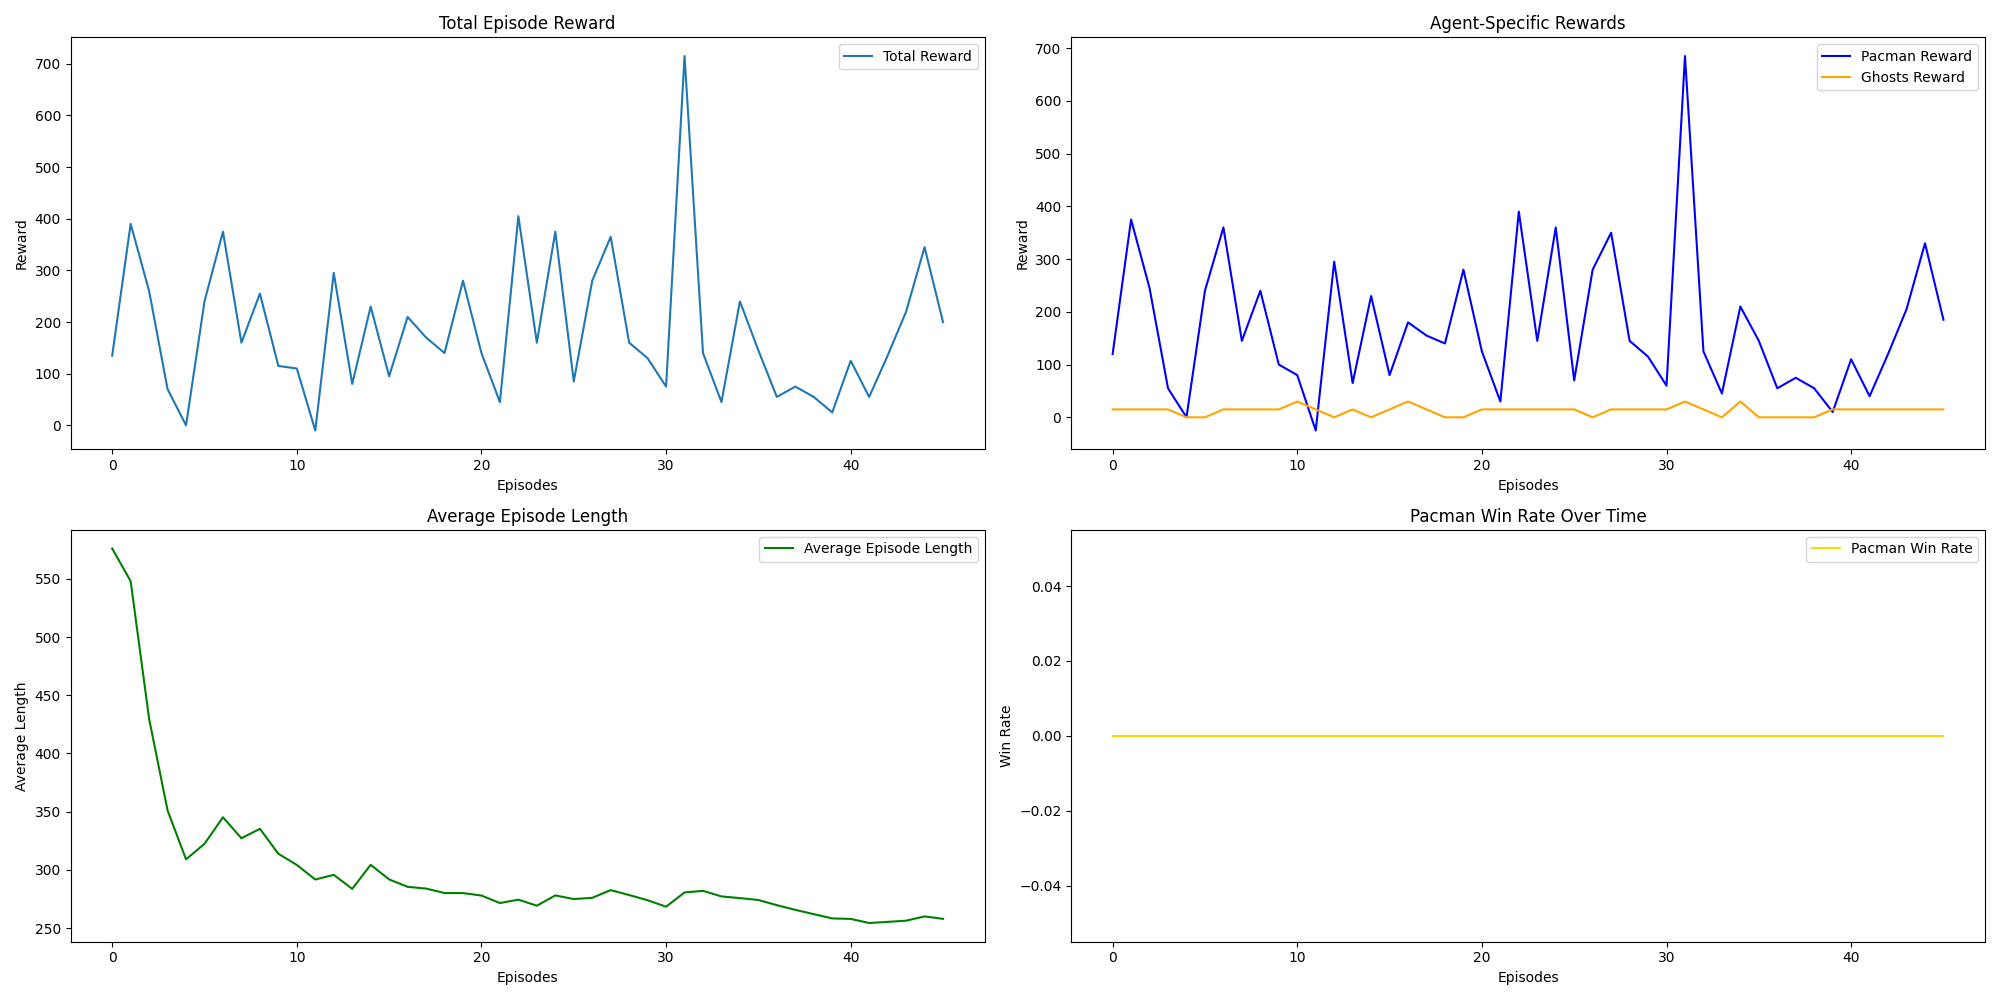 Total Episode Reward
Total Reward
700
600
500
400
300
200
100
0
Reward
0 10 20 30 40
Episodes
Agent-Specific Rewards
Pacman Reward
Ghosts Reward
700
600
500
400
300
200
100
0
Reward
0 10 20 30 40
Episodes
Average Episode Length
Average Episode Length
550
500
450
400
350
300
250
Average Length
0 10 20 30 40
Episodes
Pacman Win Rate Over Time
Pacman Win Rate
0.04
0.02
0.00
−0.02
−0.04
Win Rate
0 10 20 30 40
Episodes